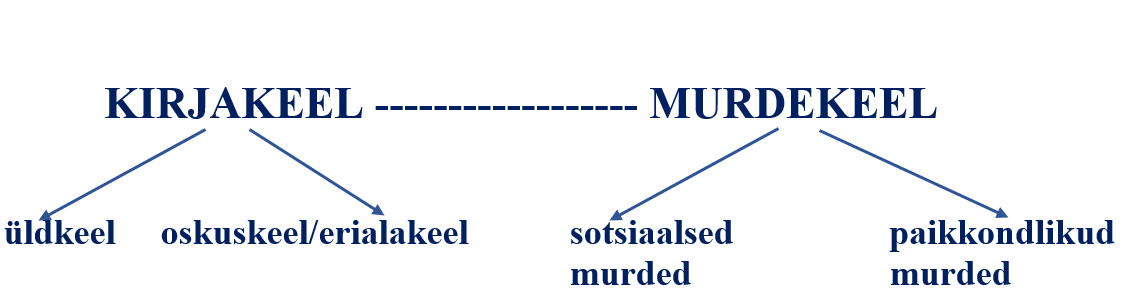 KIRJAKEEL ------------------ MURDEKEEL
üldkeel oskuskeel/erialakeel sotsiaalsed murded paikkondlikud murded